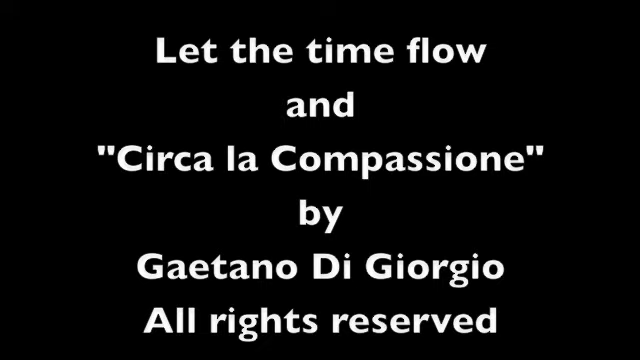 Let the time flow
and
"Circa la Compassione"
by
Gaetano Di Giorgio
All rights reserved